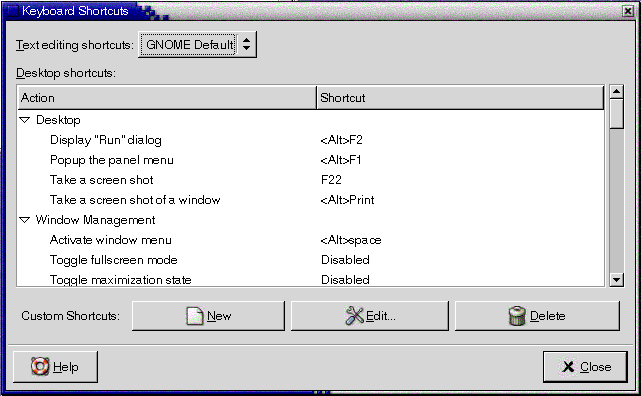 Keyboard Shortcuts
Text editing shortcuts: GNOME Default
Desktop shortcuts:
Action Shortcut
Desktop
Display "Run" dialog <Alt>F2
Popup the panel menu <Alt>F1
Take a screen shot F22
Take a screen shot of a window <Alt>Print
Window Management
Activate window menu <Alt>space
Toggle fullscreen mode Disabled
Toggle maximization state Disabled
Custom Shortcuts: New Edit... Delete
Help Close